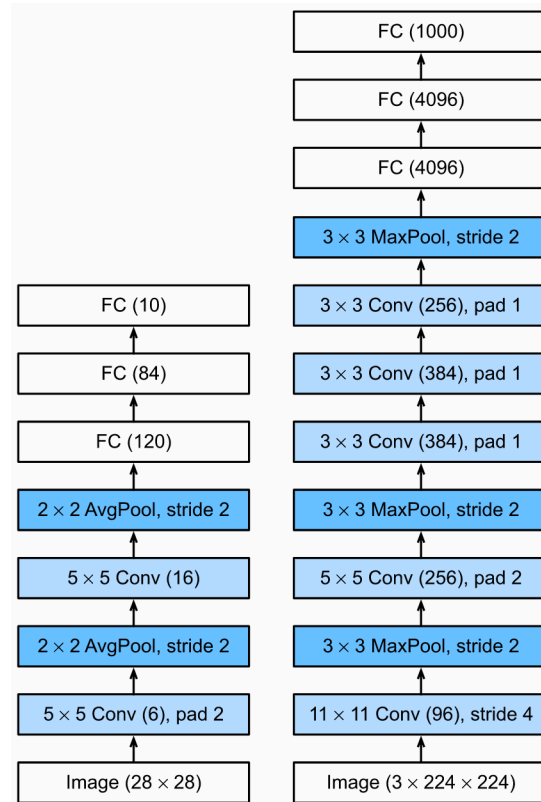 FC (10)
FC (84)
FC (120)
2 × 2 AvgPool, stride 2
5 × 5 Conv (16)
2 × 2 AvgPool, stride 2
5 × 5 Conv (6), pad 2
Image (28 × 28)
FC (1000)
FC (4096)
FC (4096)
3 × 3 MaxPool, stride 2
3 × 3 Conv (256), pad 1
3 × 3 Conv (384), pad 1
3 × 3 Conv (384), pad 1
3 × 3 MaxPool, stride 2
5 × 5 Conv (256), pad 2
3 × 3 MaxPool, stride 2
11 × 11 Conv (96), stride 4
Image (3 × 224 × 224)